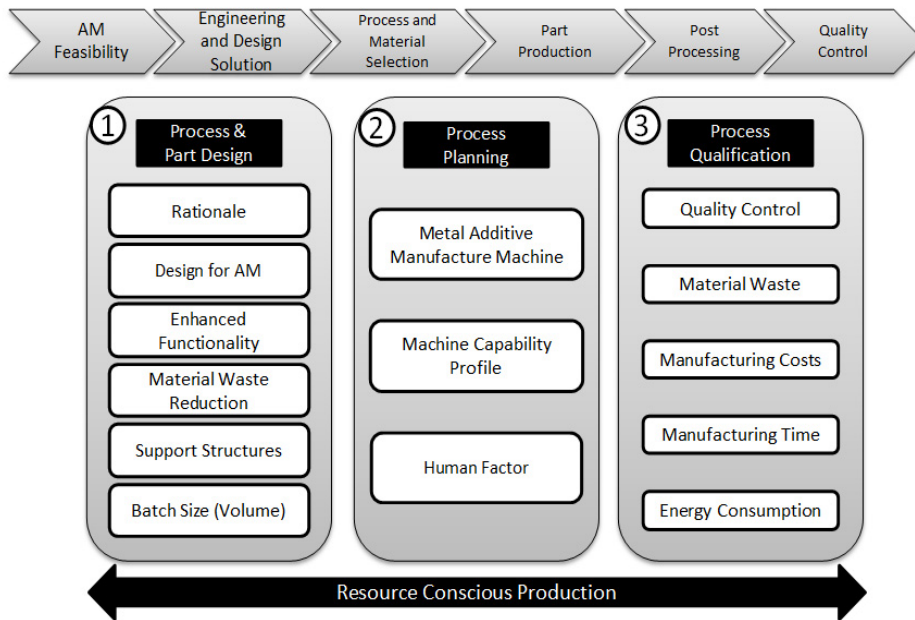 AM
Feasibility
Engineering
and Design
Solution
Process and
Material
Selection
Part
Production
Post
Processing
Quality
Control
1
Process &
Part Design
Rationale
Design for AM
Enhanced
Functionality
Material Waste
Reduction
Support Structures
Batch Size (Volume)
2
Process
Planning
Metal Additive
Manufacture Machine
Machine Capability
Profile
Human Factor
3
Process
Qualification
Quality Control
Material Waste
Manufacturing Costs
Manufacturing Time
Energy Consumption
Resource Conscious Production